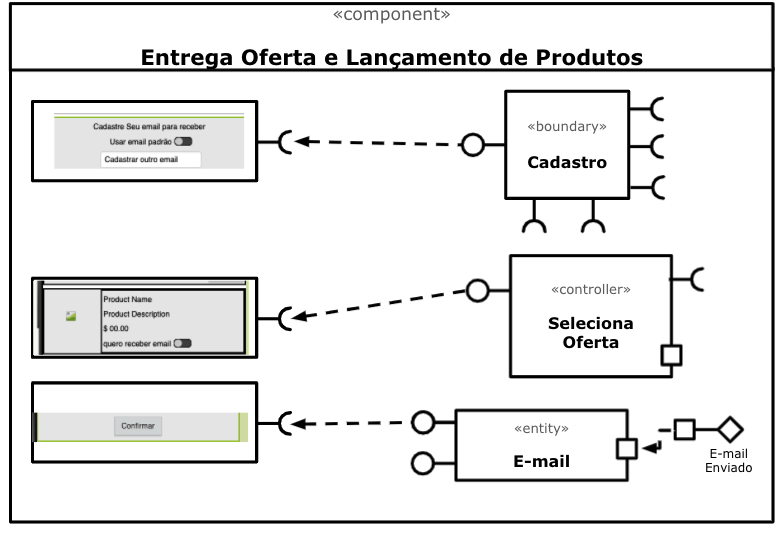 «component»
Entrega Oferta e Lançamento de Produtos
Cadastre Seu email para receber
Usar email padrão
Cadastrar outro email
«boundary»
Cadastro
Product Name
Product Description
$ 00.00
quero receber email
«controller»
Seleciona
Oferta
Confirmar
«entity»
E-mail
E-mail
Enviado